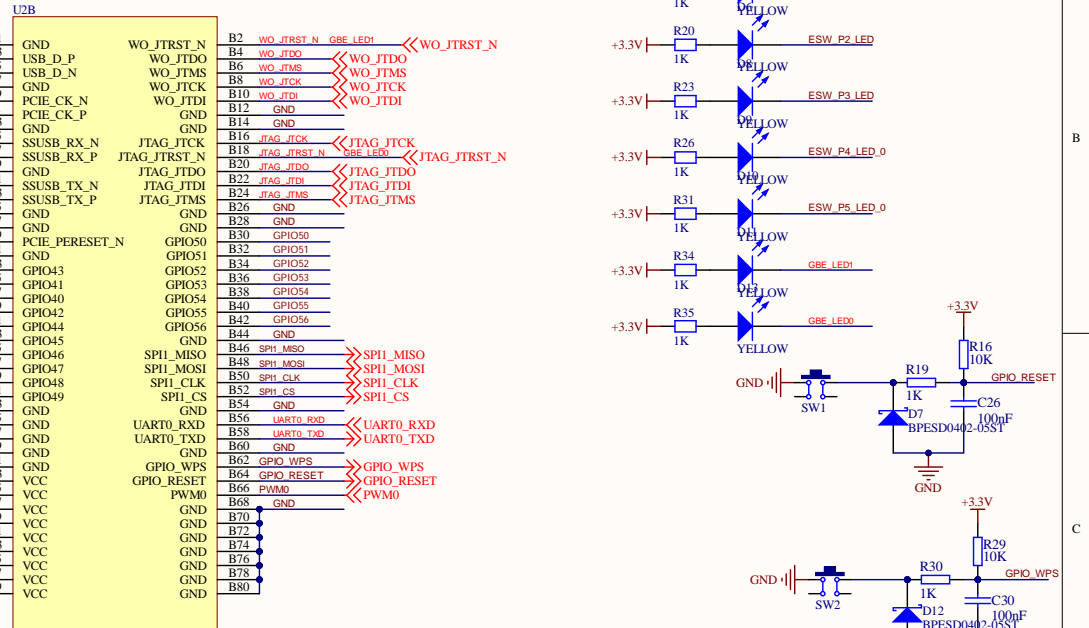 U2B
GND WO_JTRST_N B2 WO_JTRST_N GBE_LED1 WO_JTRST_N
USB_D_P WO_JTDO B4 WO_JTDO WO_JTDO
USB_D_N WO_JTMS B6 WO_JTMS WO_JTMS
GND WO_JTCK B8 WO_JTCK WO_JTCK
PCIE_CK_N WO_JTDI B10 WO_JTDI WO_JTDI
PCIE_CK_P GND B12 GND
GND GND B14 GND
SSUSB_RX_N JTAG_JTCK B16 JTAG_JTCK JTAG_JTCK
SSUSB_RX_P JTAG_JTRST_N B18 JTAG_JTRST_N GBE_LED0 JTAG_JTRST_N
GND JTAG_JTDO B20 JTAG_JTDO JTAG_JTDO
SSUSB_TX_N JTAG_JTDI B22 JTAG_JTDI JTAG_JTDI
SSUSB_TX_P JTAG_JTMS B24 JTAG_JTMS JTAG_JTMS
GND GND B26 GND
GND GND B28 GND
PCIE_PERESET_N GPIO50 B30 GPIO50
GND GPIO51 B32 GPIO51
GPIO43 GPIO52 B34 GPIO52
GPIO41 GPIO53 B36 GPIO53
GPIO40 GPIO54 B38 GPIO54
GPIO42 GPIO55 B40 GPIO55
GPIO44 GPIO56 B42 GPIO56
GPIO45 GND B44 GND
GPIO46 SPI1_MISO B46 SPI1_MISO SPI1_MISO
GPIO47 SPI1_MOSI B48 SPI1_MOSI SPI1_MOSI
GPIO48 SPI1_CLK B50 SPI1_CLK SPI1_CLK
GPIO49 SPI1_CS B52 SPI1_CS SPI1_CS
GND GND B54 GND
GND UART0_RXD B56 UART0_RXD UART0_RXD
GND UART0_TXD B58 UART0_TXD UART0_TXD
GND GND B60 GND
GND GPIO_WPS B62 GPIO_WPS GPIO_WPS
VCC GPIO_RESET B64 GPIO_RESET GPIO_RESET
VCC PWM0 B66 PWM0 PWM0
VCC GND B68 GND
VCC GND B70
VCC GND B72
VCC GND B74
VCC GND B76
VCC GND B78
VCC GND B80
1K D6
YELLOW
+3.3V R20 ESW_P2_LED
1K D8
YELLOW
+3.3V R23 ESW_P3_LED
1K D9
YELLOW
+3.3V R26 ESW_P4_LED_0
1K D10
YELLOW
+3.3V R31 ESW_P5_LED_0
1K D11
YELLOW
+3.3V R34 GBE_LED1
1K D13
YELLOW
+3.3V R35 GBE_LED0
1K
YELLOW
+3.3V
R16
10K
GND SW1 R19 1K GPIO_RESET
C26
100nF
D7
BPESD0402-05ST
GND
+3.3V
R29
10K
GND SW2 R30 1K GPIO_WPS
C30
100nF
D12
BPESD0402-05ST
B
C